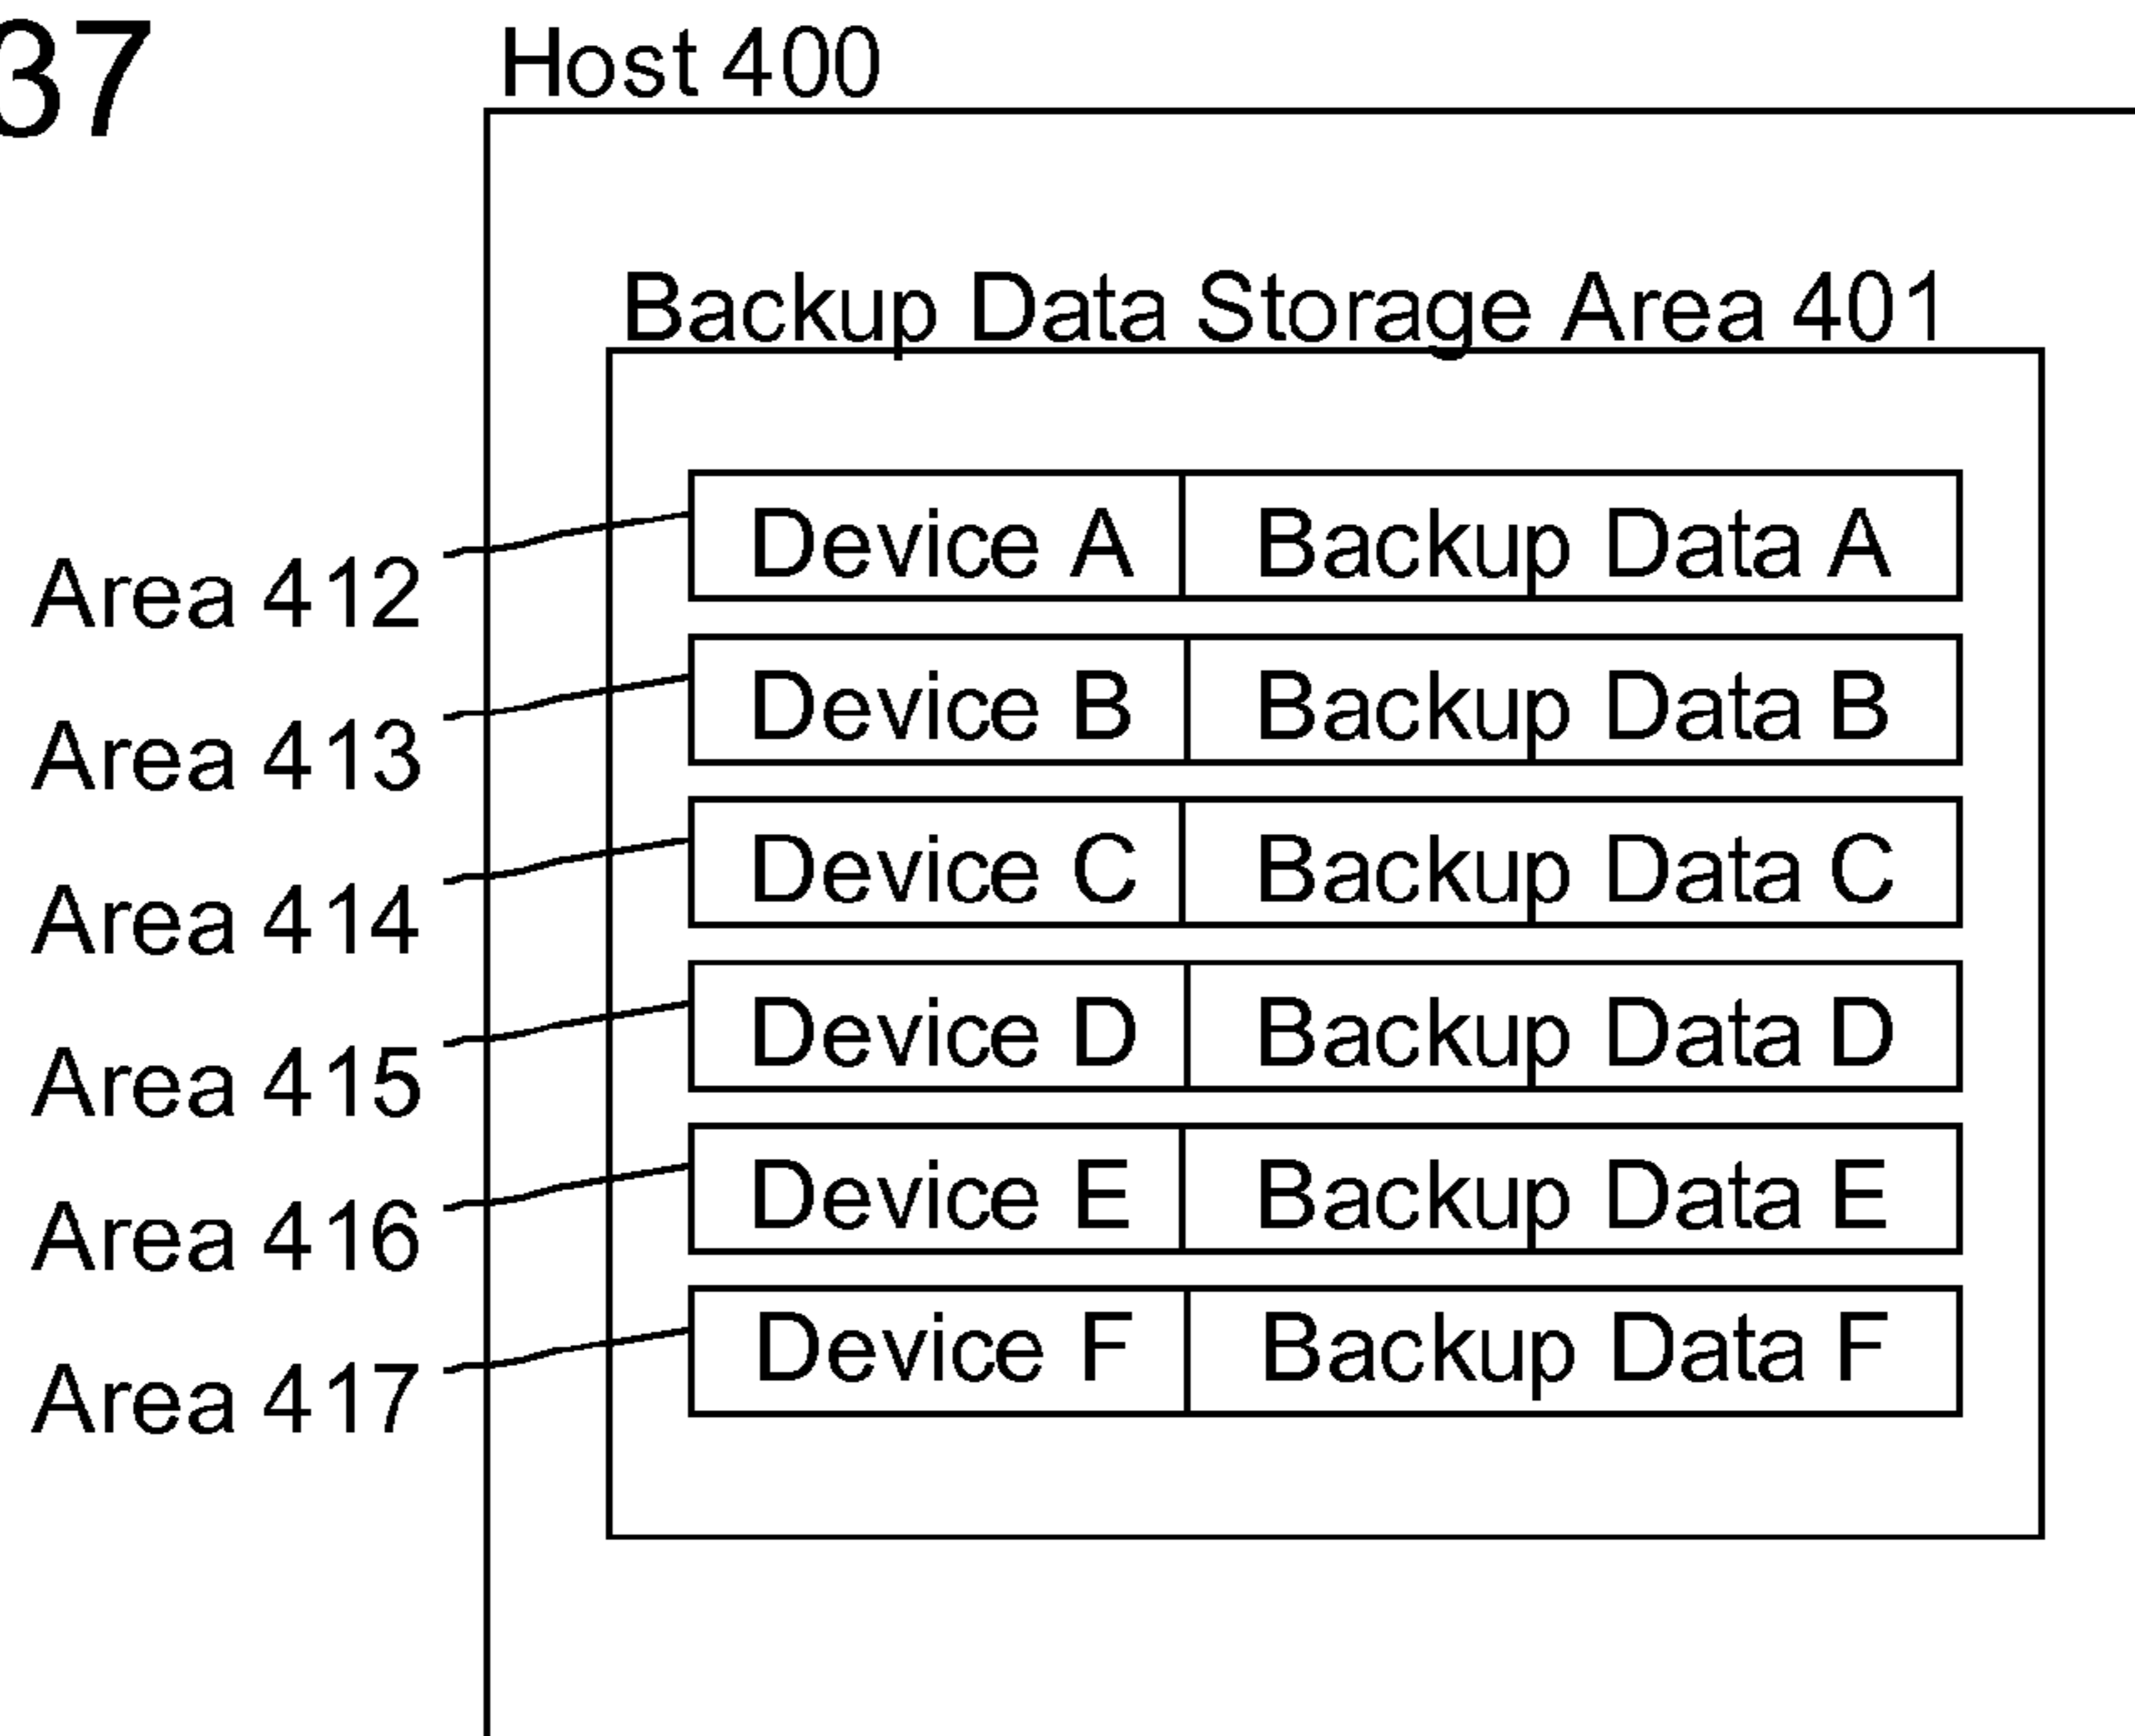 37
Host 400
Backup Data Storage Area 401
Area 412 Device A Backup Data A
Area 413 Device B Backup Data B
Area 414 Device C Backup Data C
Area 415 Device D Backup Data D
Area 416 Device E Backup Data E
Area 417 Device F Backup Data F